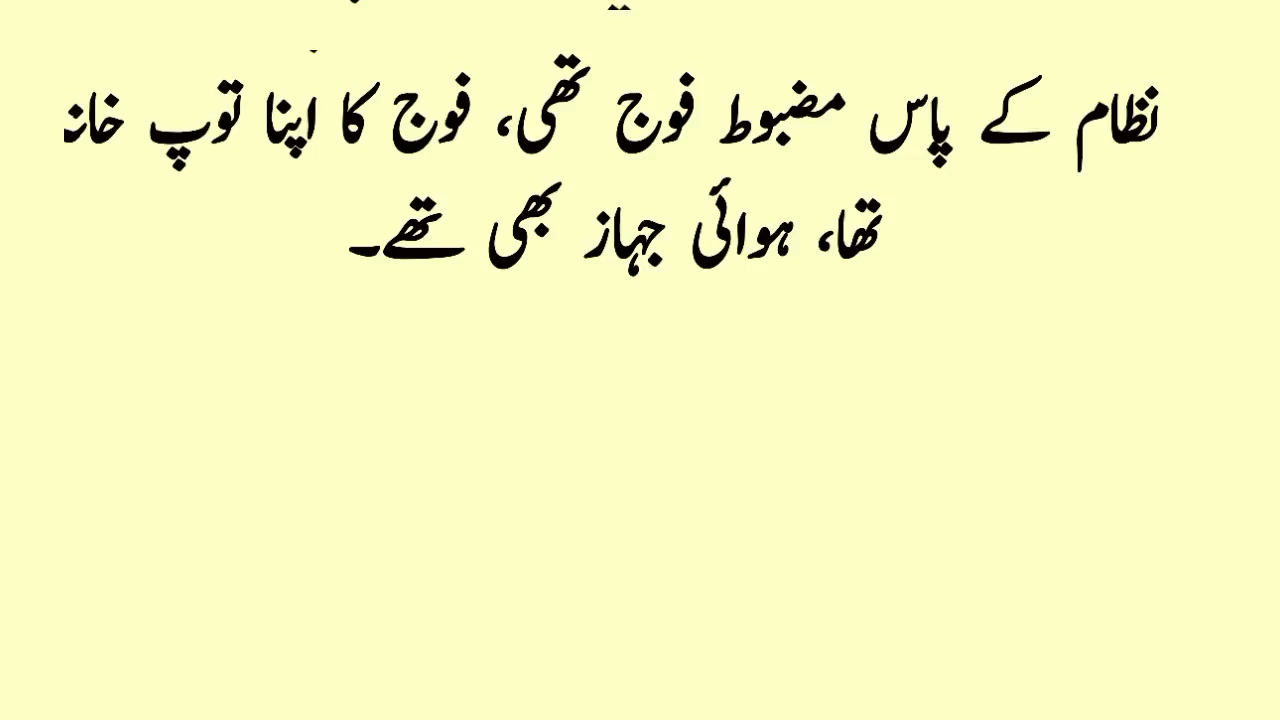 نظام کے پاس مضبوط فوج تھی، فوج کا اپنا توپ خانہ
تھا، ہوائی جہاز بھی تھے۔